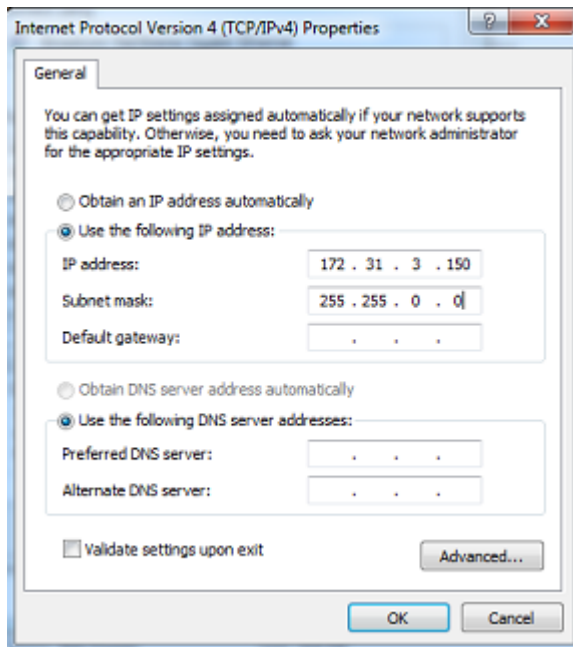 Internet Protocol Version 4 (TCP/IPv4) Properties
General
You can get IP settings assigned automatically if your network supports
this capability. Otherwise, you need to ask your network administrator
for the appropriate IP settings.
Obtain an IP address automatically
Use the following IP address:
IP address: 172 . 31 . 3 . 150
Subnet mask: 255 . 255 . 0 . 0
Default gateway: . . .
Obtain DNS server address automatically
Use the following DNS server addresses:
Preferred DNS server: . . .
Alternate DNS server: . . .
Validate settings upon exit
Advanced...
OK Cancel